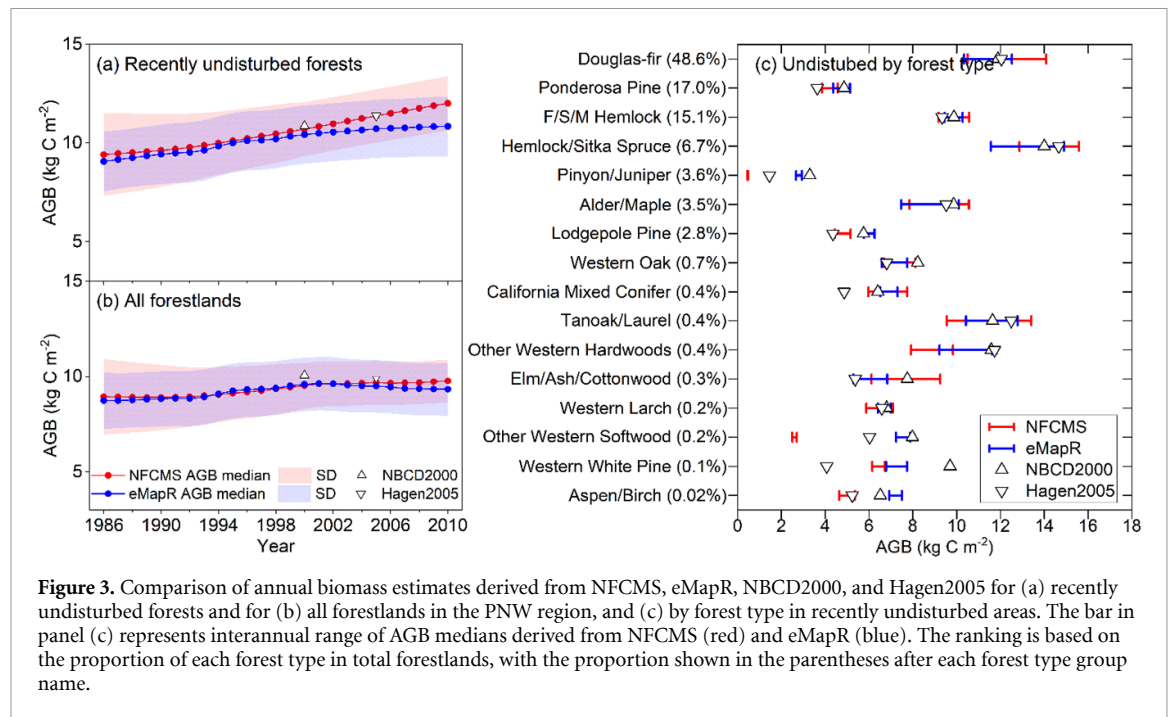 15
(a) Recently undisturbed forests
10
AGB (kg C m-2)
5
15
(b) All forestlands
10
AGB (kg C m-2)
5
NFCMS AGB median
SD
NBCD2000
eMapR AGB median
SD
Hagen2005
1986 1990 1994 1998 2002 2006 2010
Year
(c) Undistubed by forest type
Douglas-fir (48.6%)
Ponderosa Pine (17.0%)
F/S/M Hemlock (15.1%)
Hemlock/Sitka Spruce (6.7%)
Pinyon/Juniper (3.6%)
Alder/Maple (3.5%)
Lodgepole Pine (2.8%)
Western Oak (0.7%)
California Mixed Conifer (0.4%)
Tanoak/Laurel (0.4%)
Other Western Hardwoods (0.4%)
Elm/Ash/Cottonwood (0.3%)
Western Larch (0.2%)
Other Western Softwood (0.2%)
Western White Pine (0.1%)
Aspen/Birch (0.02%)
NFCMS
eMapR
NBCD2000
Hagen2005
0 2 4 6 8 10 12 14 16 18
AGB (kg C m-2)
Figure 3. Comparison of annual biomass estimates derived from NFCMS, eMapR, NBCD2000, and Hagen2005 for (a) recently
undisturbed forests and for (b) all forestlands in the PNW region, and (c) by forest type in recently undisturbed areas. The bar in
panel (c) represents interannual range of AGB medians derived from NFCMS (red) and eMapR (blue). The ranking is based on
the proportion of each forest type in total forestlands, with the proportion shown in the parentheses after each forest type group
name.